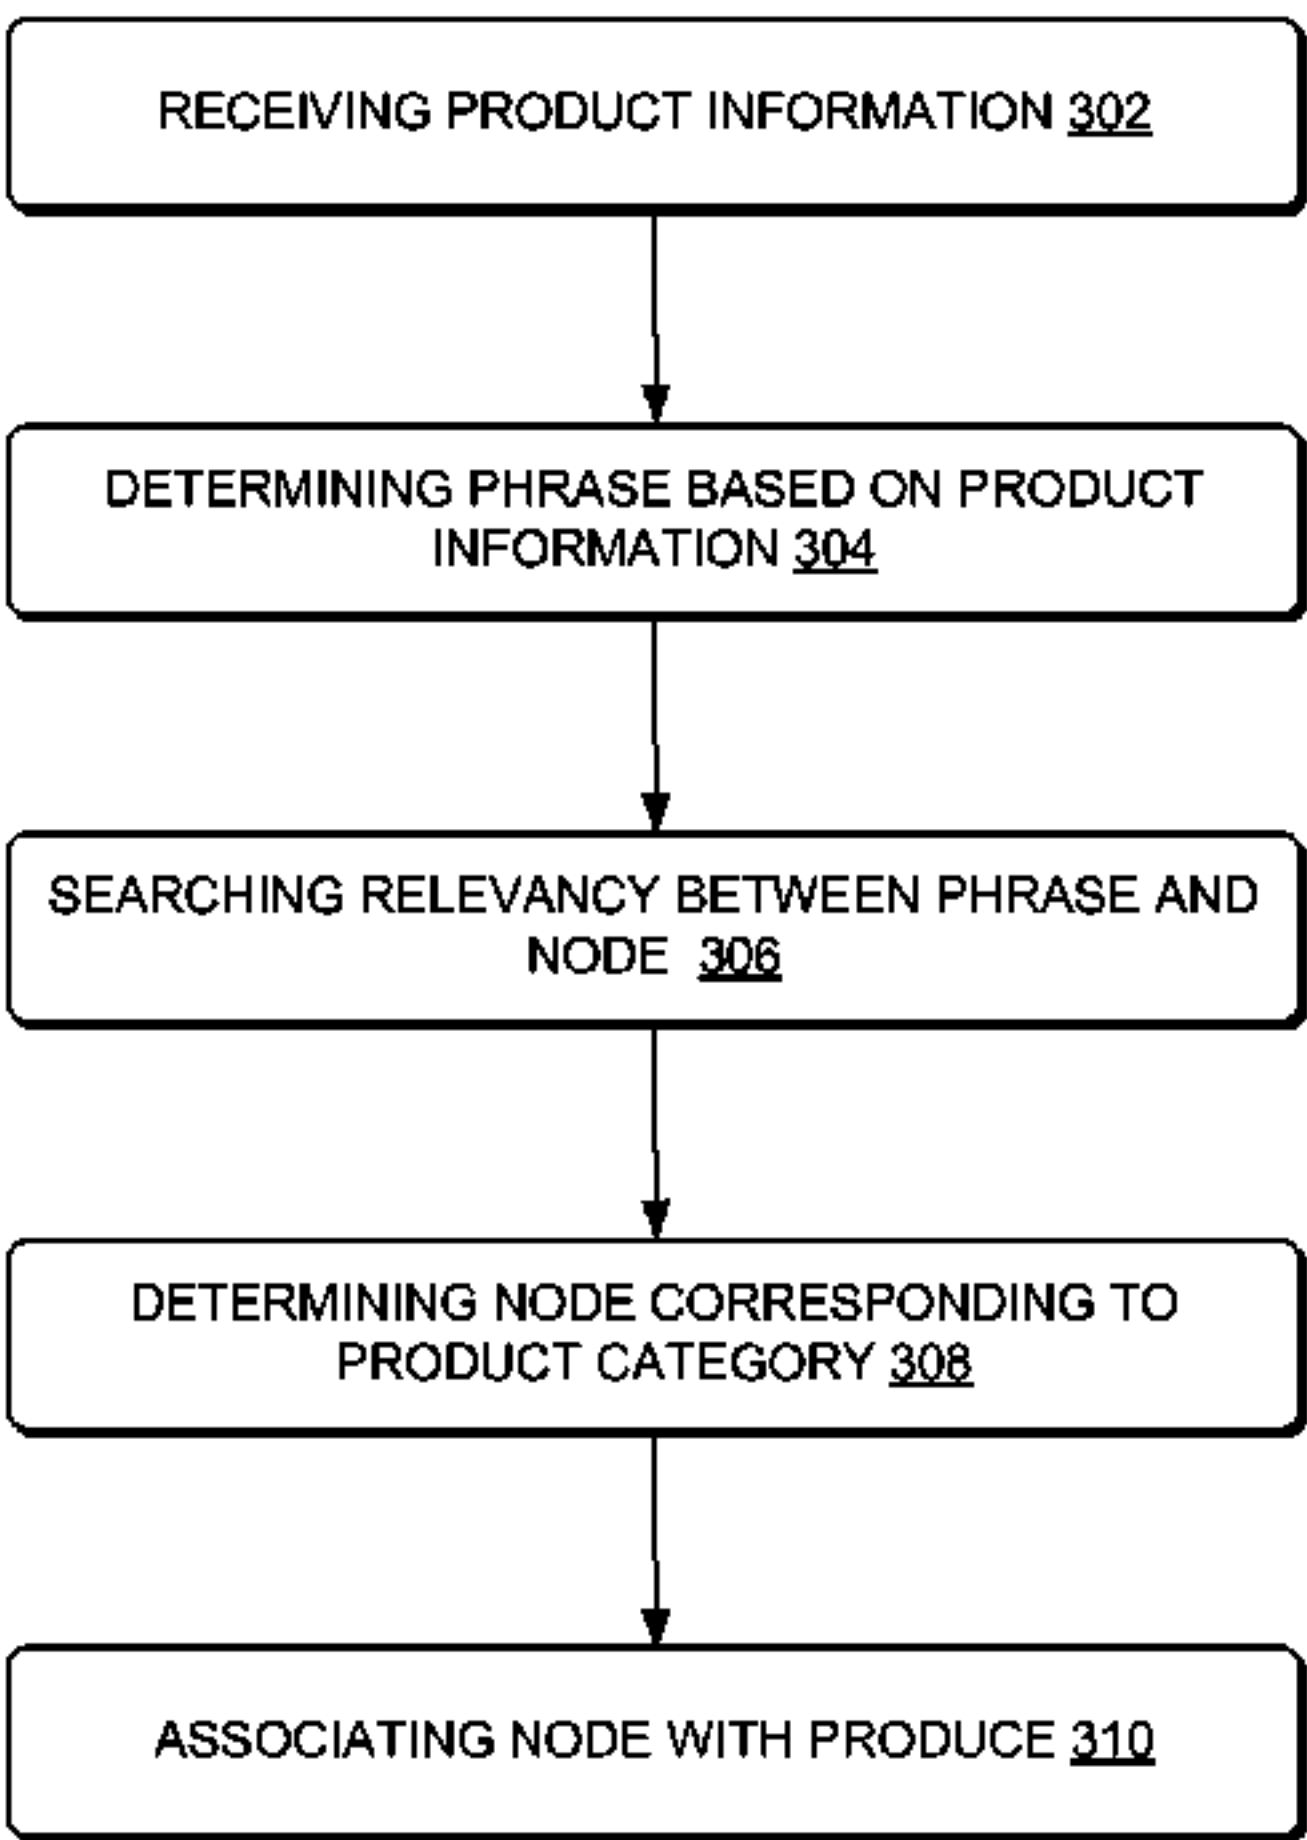 RECEIVING PRODUCT INFORMATION 302
DETERMINING PHRASE BASED ON PRODUCT
INFORMATION 304
SEARCHING RELEVANCY BETWEEN PHRASE AND
NODE 306
DETERMINING NODE CORRESPONDING TO
PRODUCT CATEGORY 308
ASSOCIATING NODE WITH PRODUCE 310